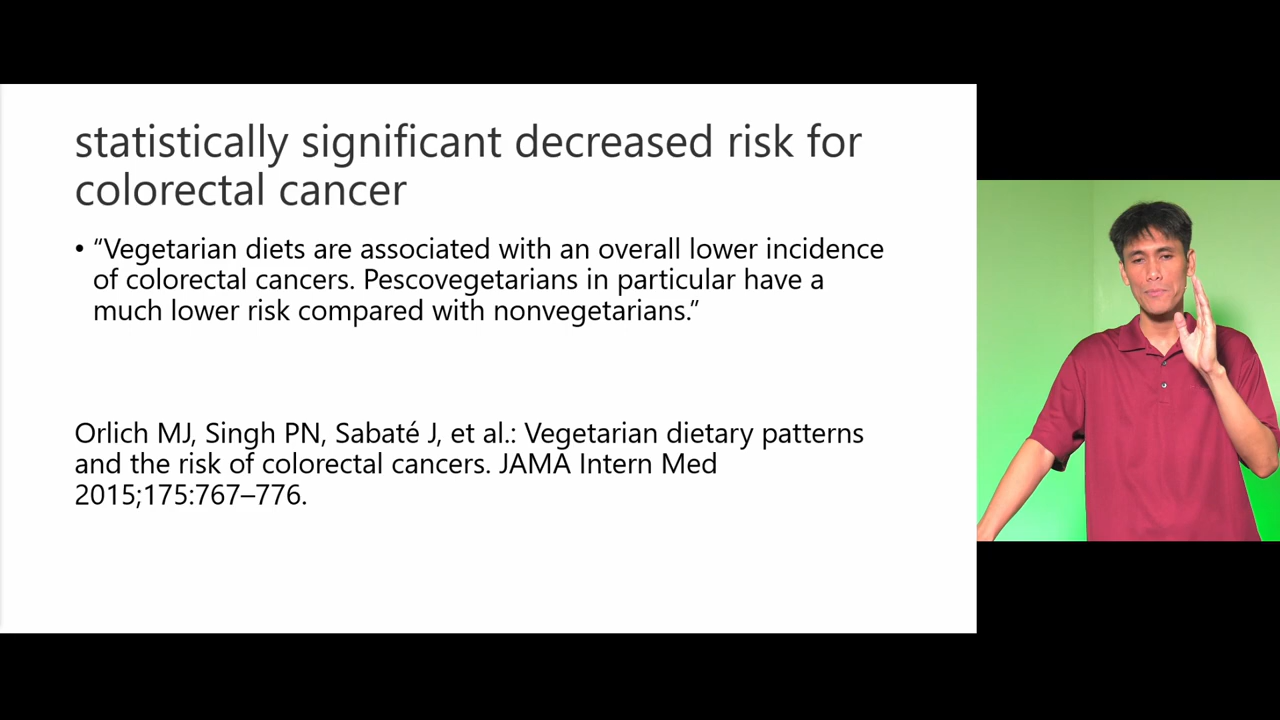 statistically significant decreased risk for
colorectal cancer
• “Vegetarian diets are associated with an overall lower incidence
of colorectal cancers. Pescovegetarians in particular have a
much lower risk compared with nonvegetarians.”
Orlich MJ, Singh PN, Sabaté J, et al.: Vegetarian dietary patterns
and the risk of colorectal cancers. JAMA Intern Med
2015;175:767–776.